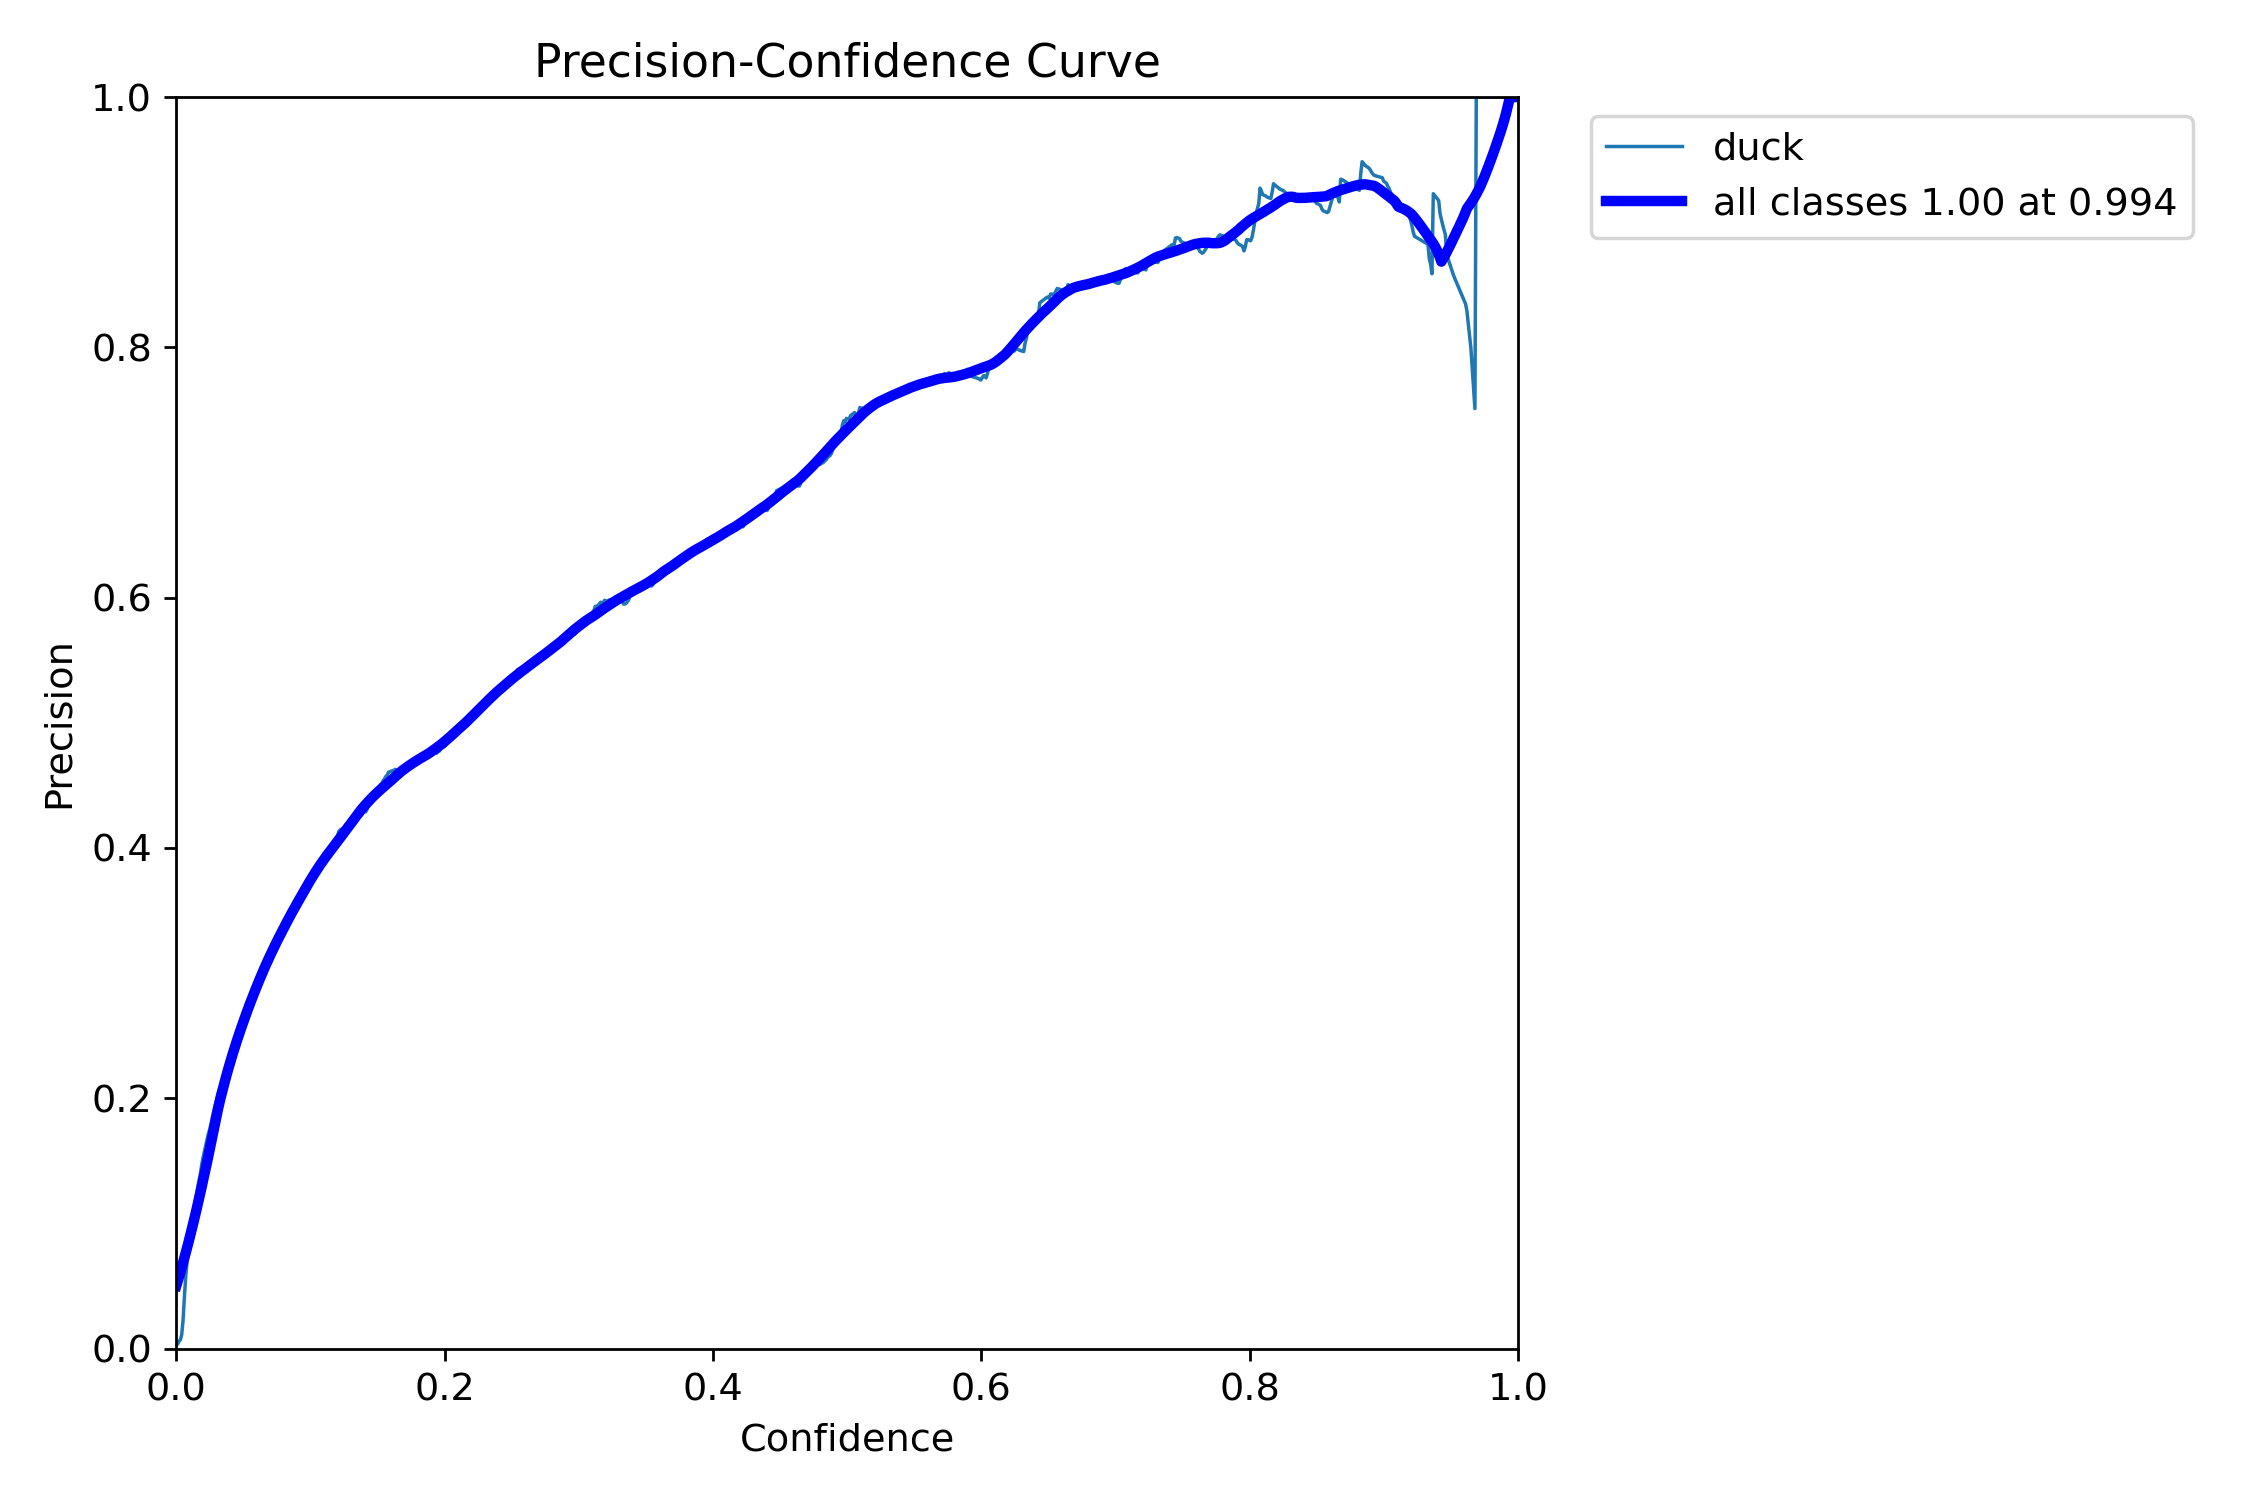 Precision-Confidence Curve
duck
all classes 1.00 at 0.994
1.0
0.8
0.6
0.4
0.2
0.0
Precision
0.0 0.2 0.4 0.6 0.8 1.0
Confidence